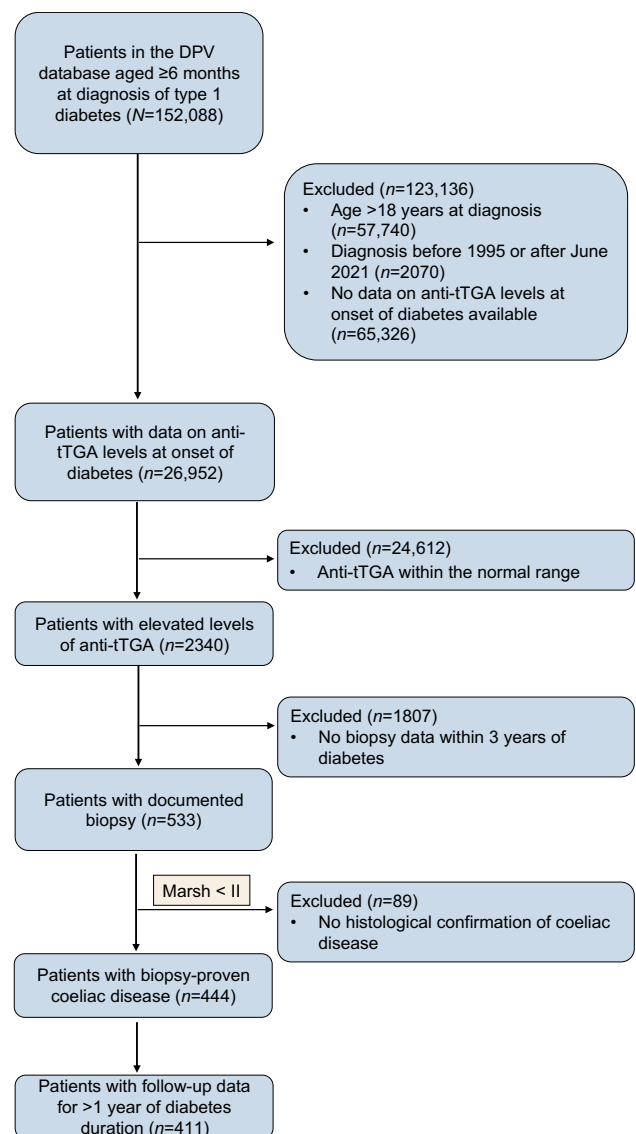 Patients in the DPV
database aged ≥6 months
at diagnosis of type 1
diabetes (N=152,088)
Excluded (n=123,136)
• Age >18 years at diagnosis
(n=57,740)
• Diagnosis before 1995 or after June
2021 (n=2070)
• No data on anti-tTGA levels at
onset of diabetes available
(n=65,326)
Patients with data on anti-
tTGA levels at onset of
diabetes (n=26,952)
Excluded (n=24,612)
• Anti-tTGA within the normal range
Patients with elevated levels
of anti-tTGA (n=2340)
Excluded (n=1807)
• No biopsy data within 3 years of
diabetes
Patients with documented
biopsy (n=533)
Marsh < II
Excluded (n=89)
• No histological confirmation of coeliac
disease
Patients with biopsy-proven
coeliac disease (n=444)
Patients with follow-up data
for >1 year of diabetes
duration (n=411)